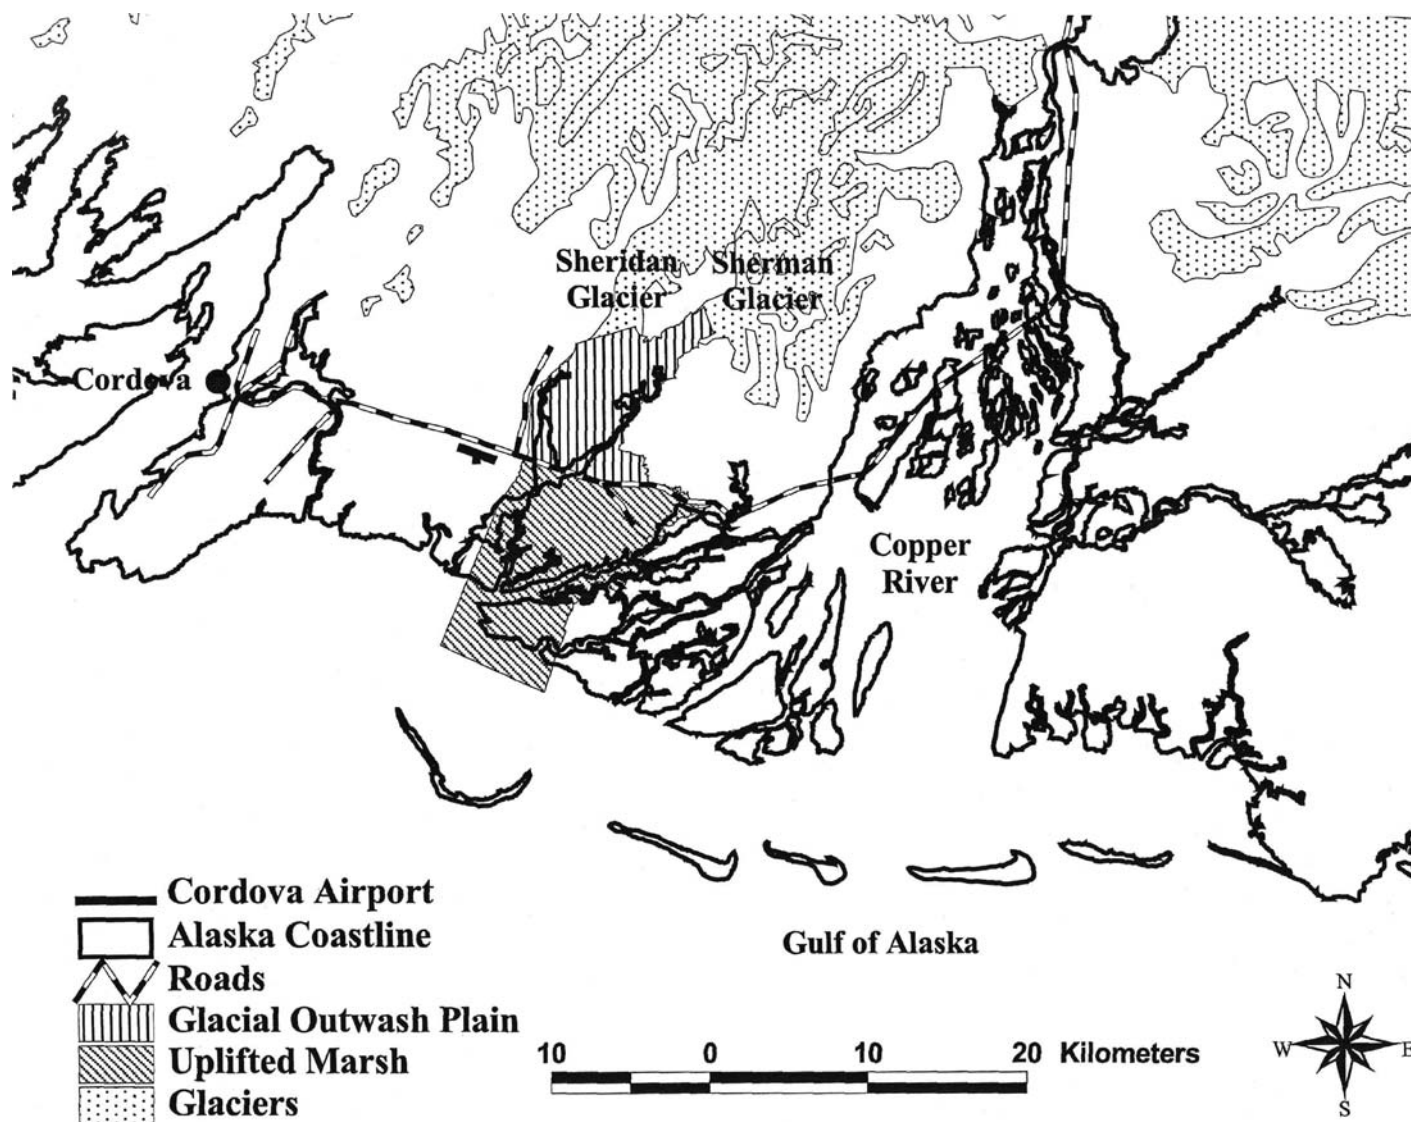 Sheridan Sherman
Glacier Glacier
Cordova
Copper
River
Cordova Airport
Alaska Coastline
Roads
Glacial Outwash Plain
Uplifted Marsh
Glaciers
Gulf of Alaska
10 0 10 20 Kilometers
N
W E
S